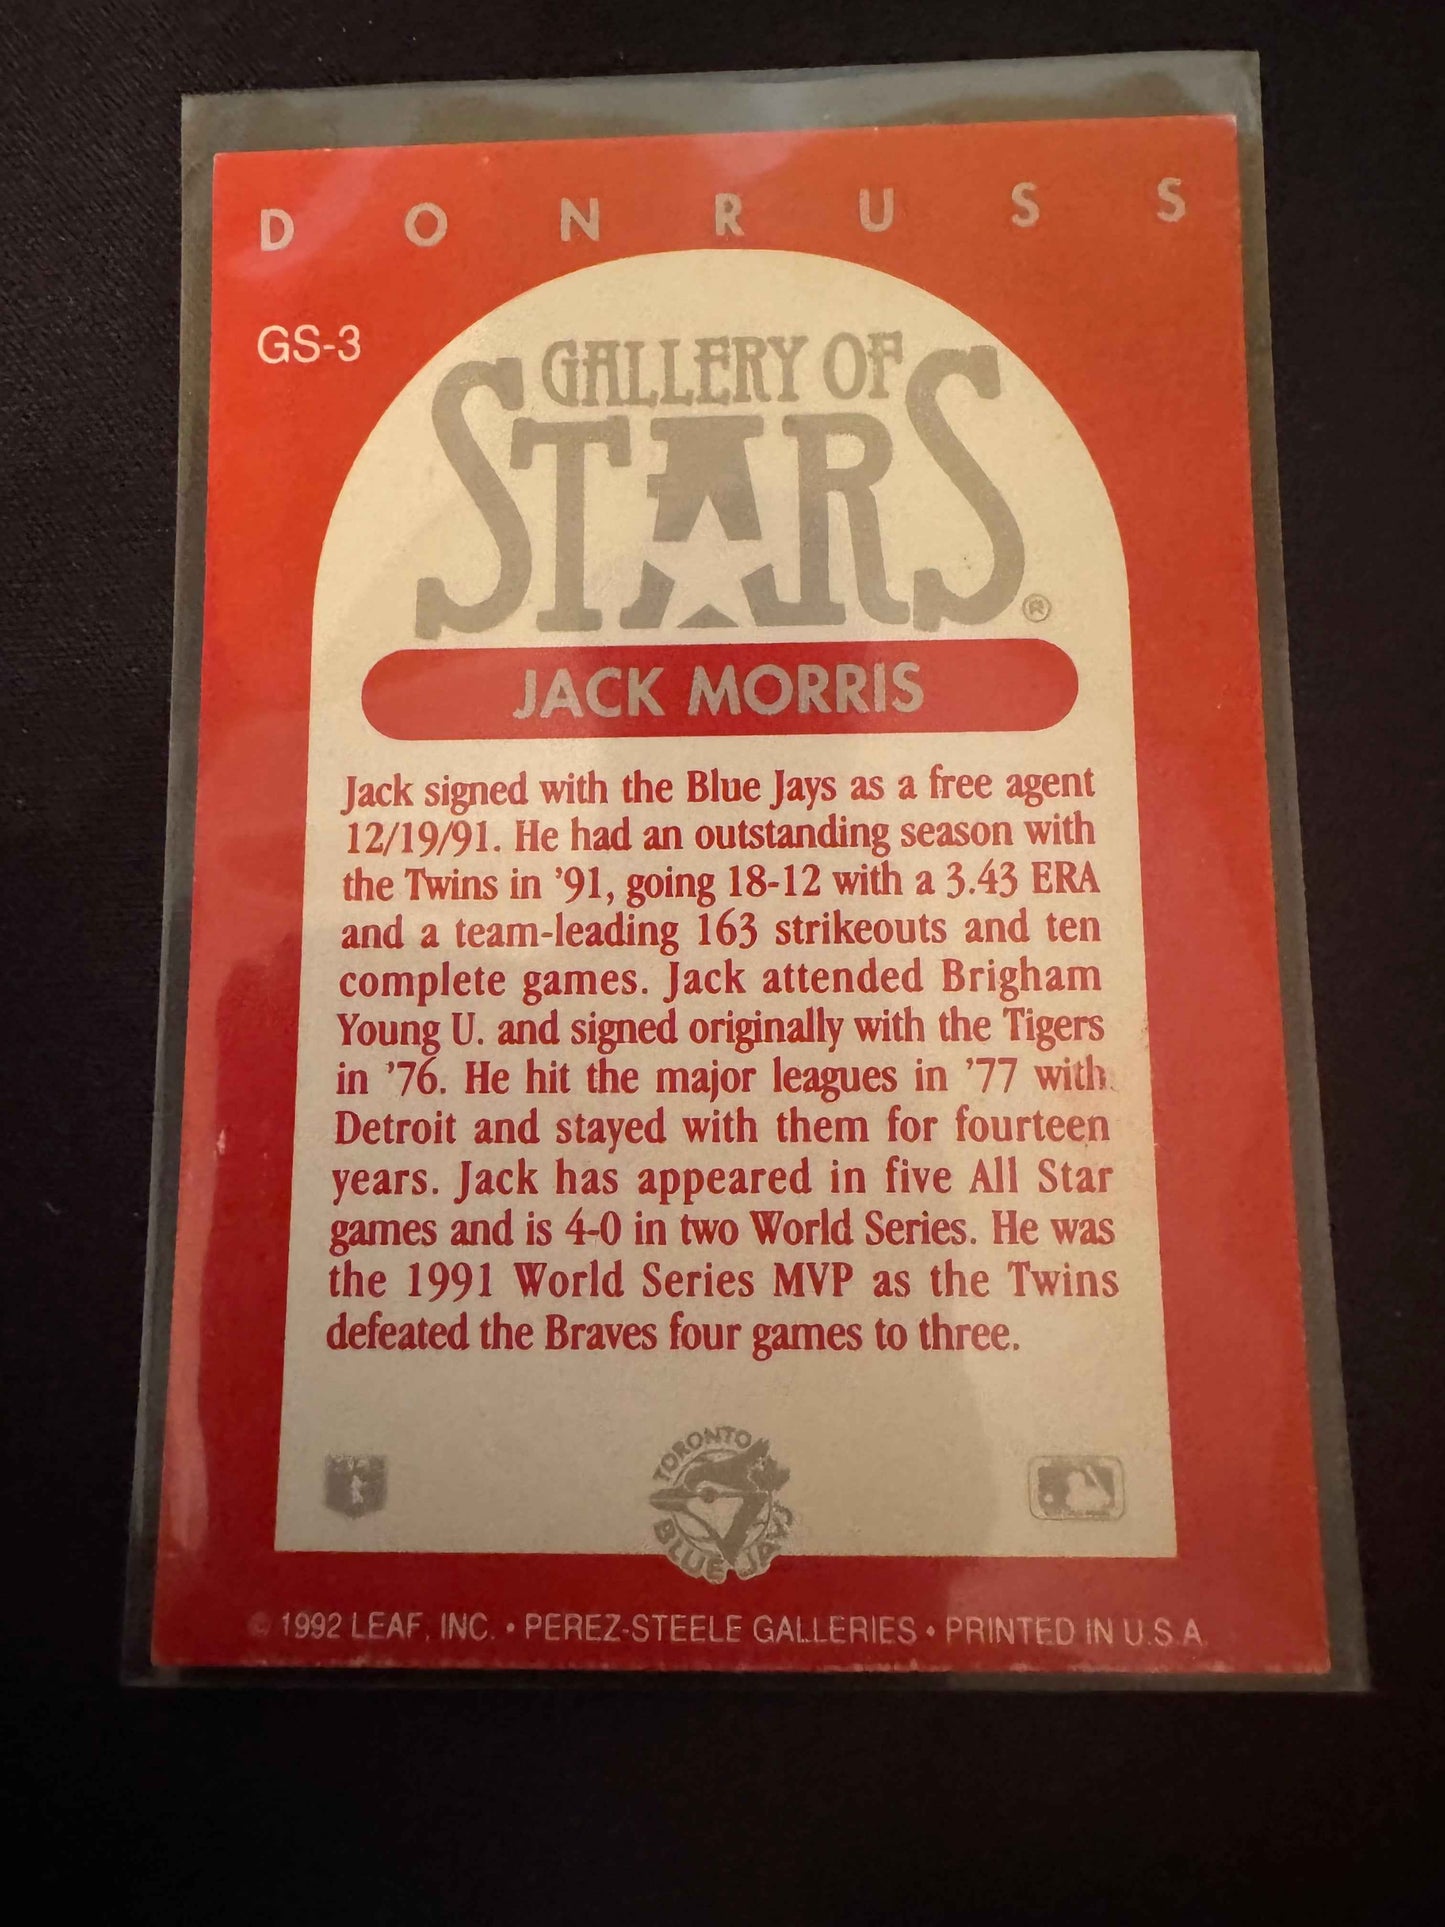 DONRUSS
GS-3
GALLERY OF
STARS®
JACK MORRIS
Jack signed with the Blue Jays as a free agent
12/19/91. He had an outstanding season with
the Twins in ’91, going 18-12 with a 3.43 ERA
and a team-leading 163 strikeouts and ten
complete games. Jack attended Brigham
Young U. and signed originally with the Tigers
in ’76. He hit the major leagues in ’77 with
Detroit and stayed with them for fourteen
years. Jack has appeared in five All Star
games and is 4-0 in two World Series. He was
the 1991 World Series MVP as the Twins
defeated the Braves four games to three.
TORONTO
BLUE JAYS
© 1992 LEAF, INC. • PEREZ-STEELE GALLERIES • PRINTED IN U.S.A.